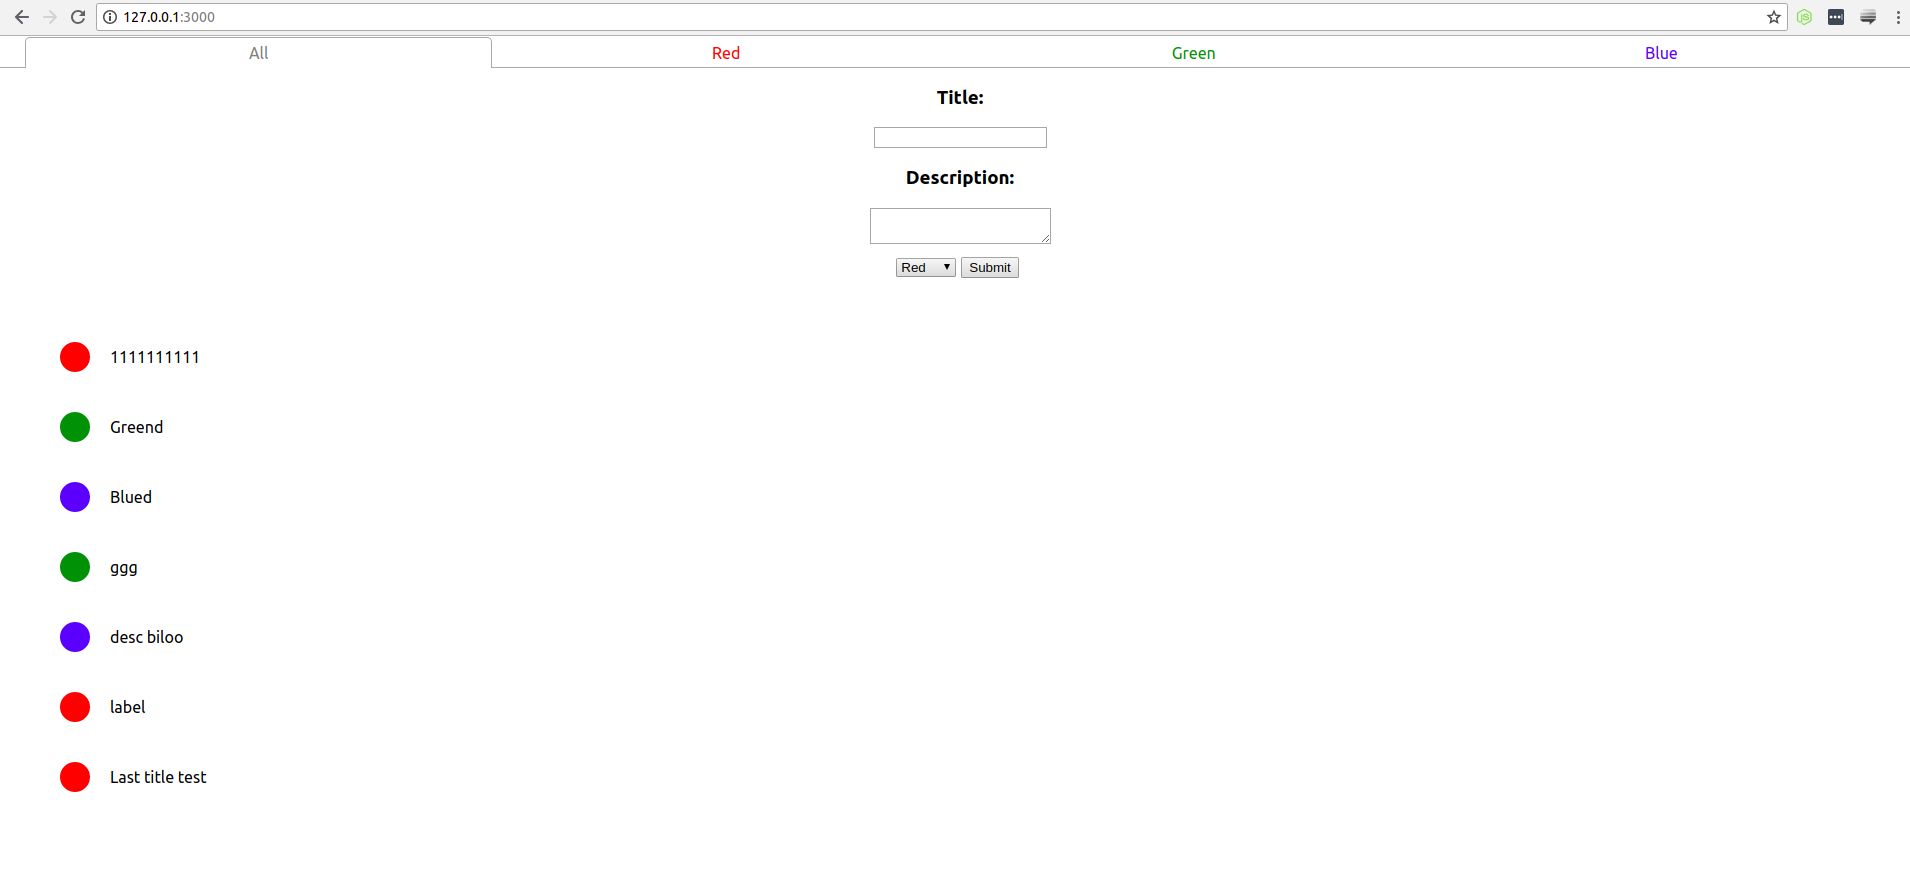 127.0.0.1:3000
All Red Green Blue
Title:
Description:
Red Submit
1111111111
Greend
Blued
ggg
desc biloo
label
Last title test